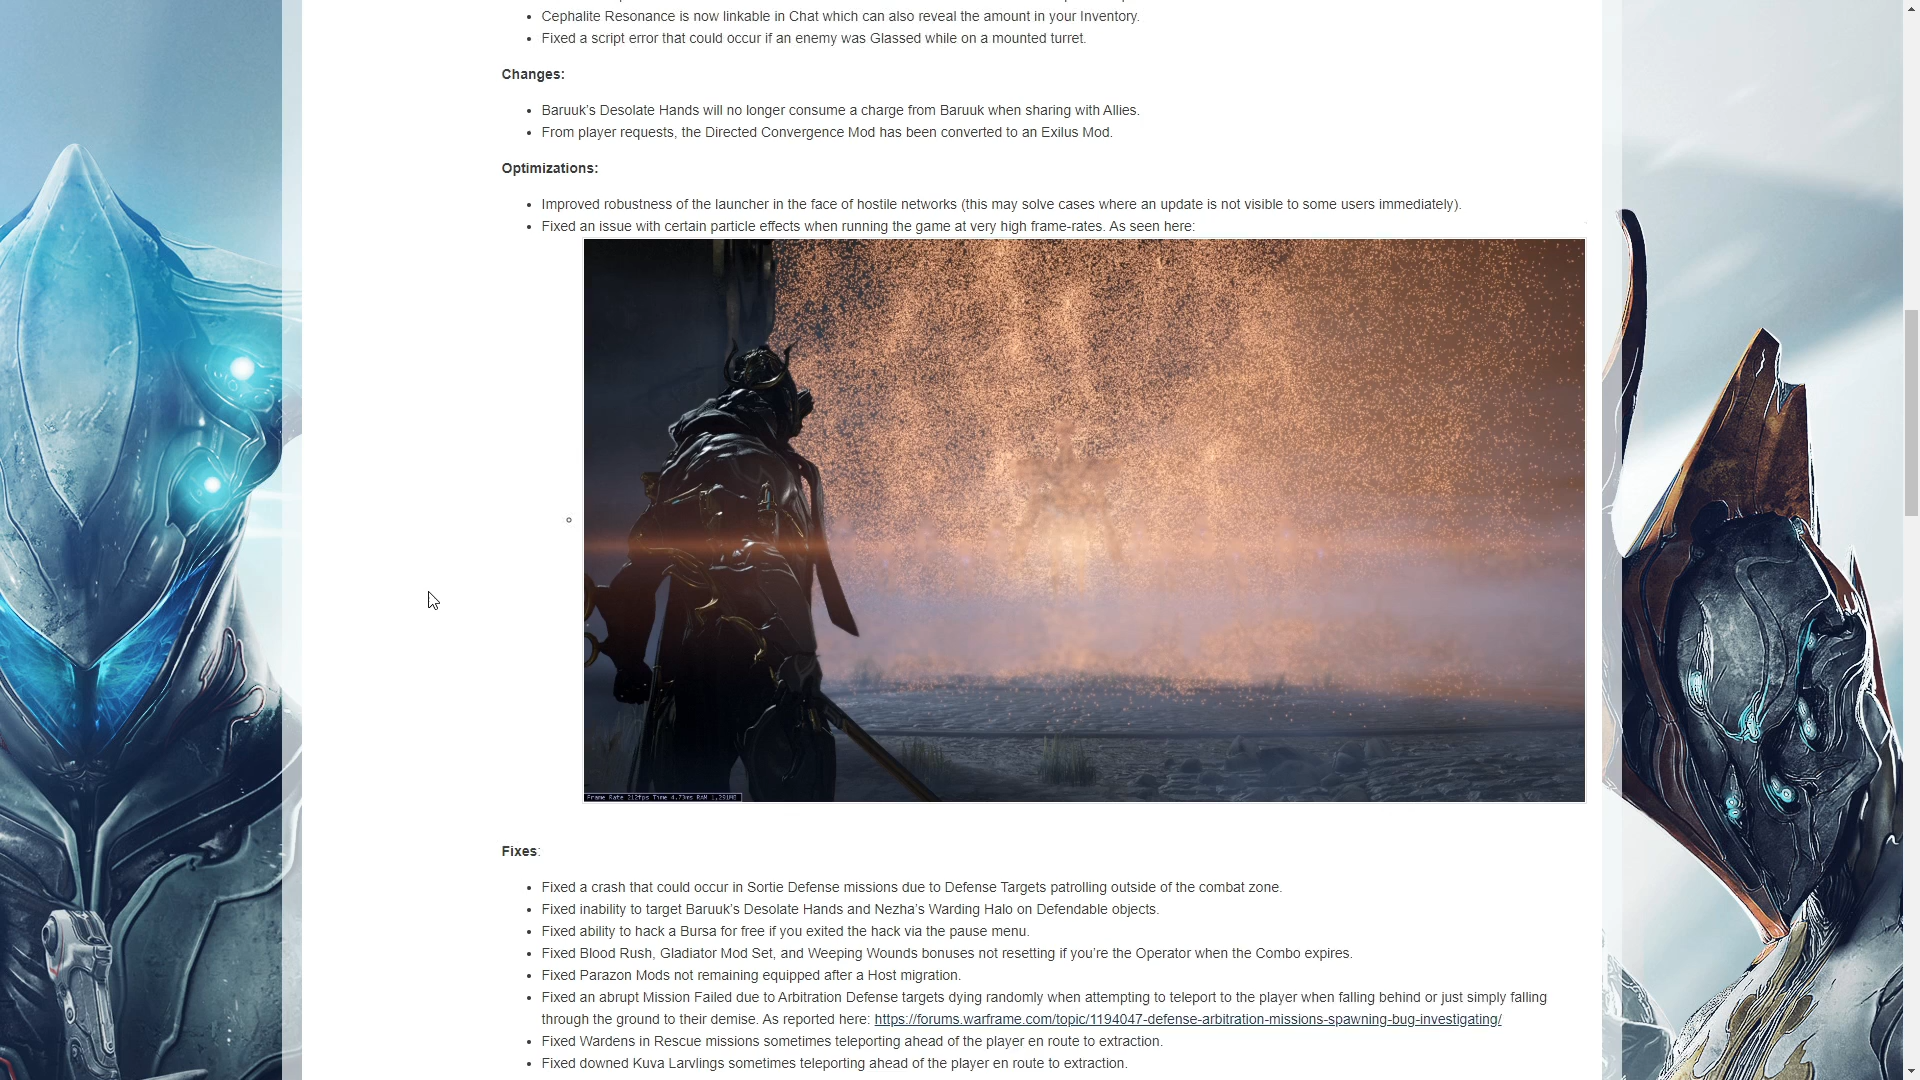 Cephalite Resonance is now linkable in Chat which can also reveal the amount in your Inventory.
Fixed a script error that could occur if an enemy was Glassed while on a mounted turret.
Changes:
Baruuk’s Desolate Hands will no longer consume a charge from Baruuk when sharing with Allies.
From player requests, the Directed Convergence Mod has been converted to an Exilus Mod.
Optimizations:
Improved robustness of the launcher in the face of hostile networks (this may solve cases where an update is not visible to some users immediately).
Fixed an issue with certain particle effects when running the game at very high frame-rates. As seen here:
Frame Rate 212fps Time 4.73ms RAM 1,291MB
Fixes:
Fixed a crash that could occur in Sortie Defense missions due to Defense Targets patrolling outside of the combat zone.
Fixed inability to target Baruuk’s Desolate Hands and Nezha’s Warding Halo on Defendable objects.
Fixed ability to hack a Bursa for free if you exited the hack via the pause menu.
Fixed Blood Rush, Gladiator Mod Set, and Weeping Wounds bonuses not resetting if you’re the Operator when the Combo expires.
Fixed Parazon Mods not remaining equipped after a Host migration.
Fixed an abrupt Mission Failed due to Arbitration Defense targets dying randomly when attempting to teleport to the player when falling behind or just simply falling
through the ground to their demise. As reported here: https://forums.warframe.com/topic/1194047-defense-arbitration-missions-spawning-bug-investigating/
Fixed Wardens in Rescue missions sometimes teleporting ahead of the player en route to extraction.
Fixed downed Kuva Larvlings sometimes teleporting ahead of the player en route to extraction.